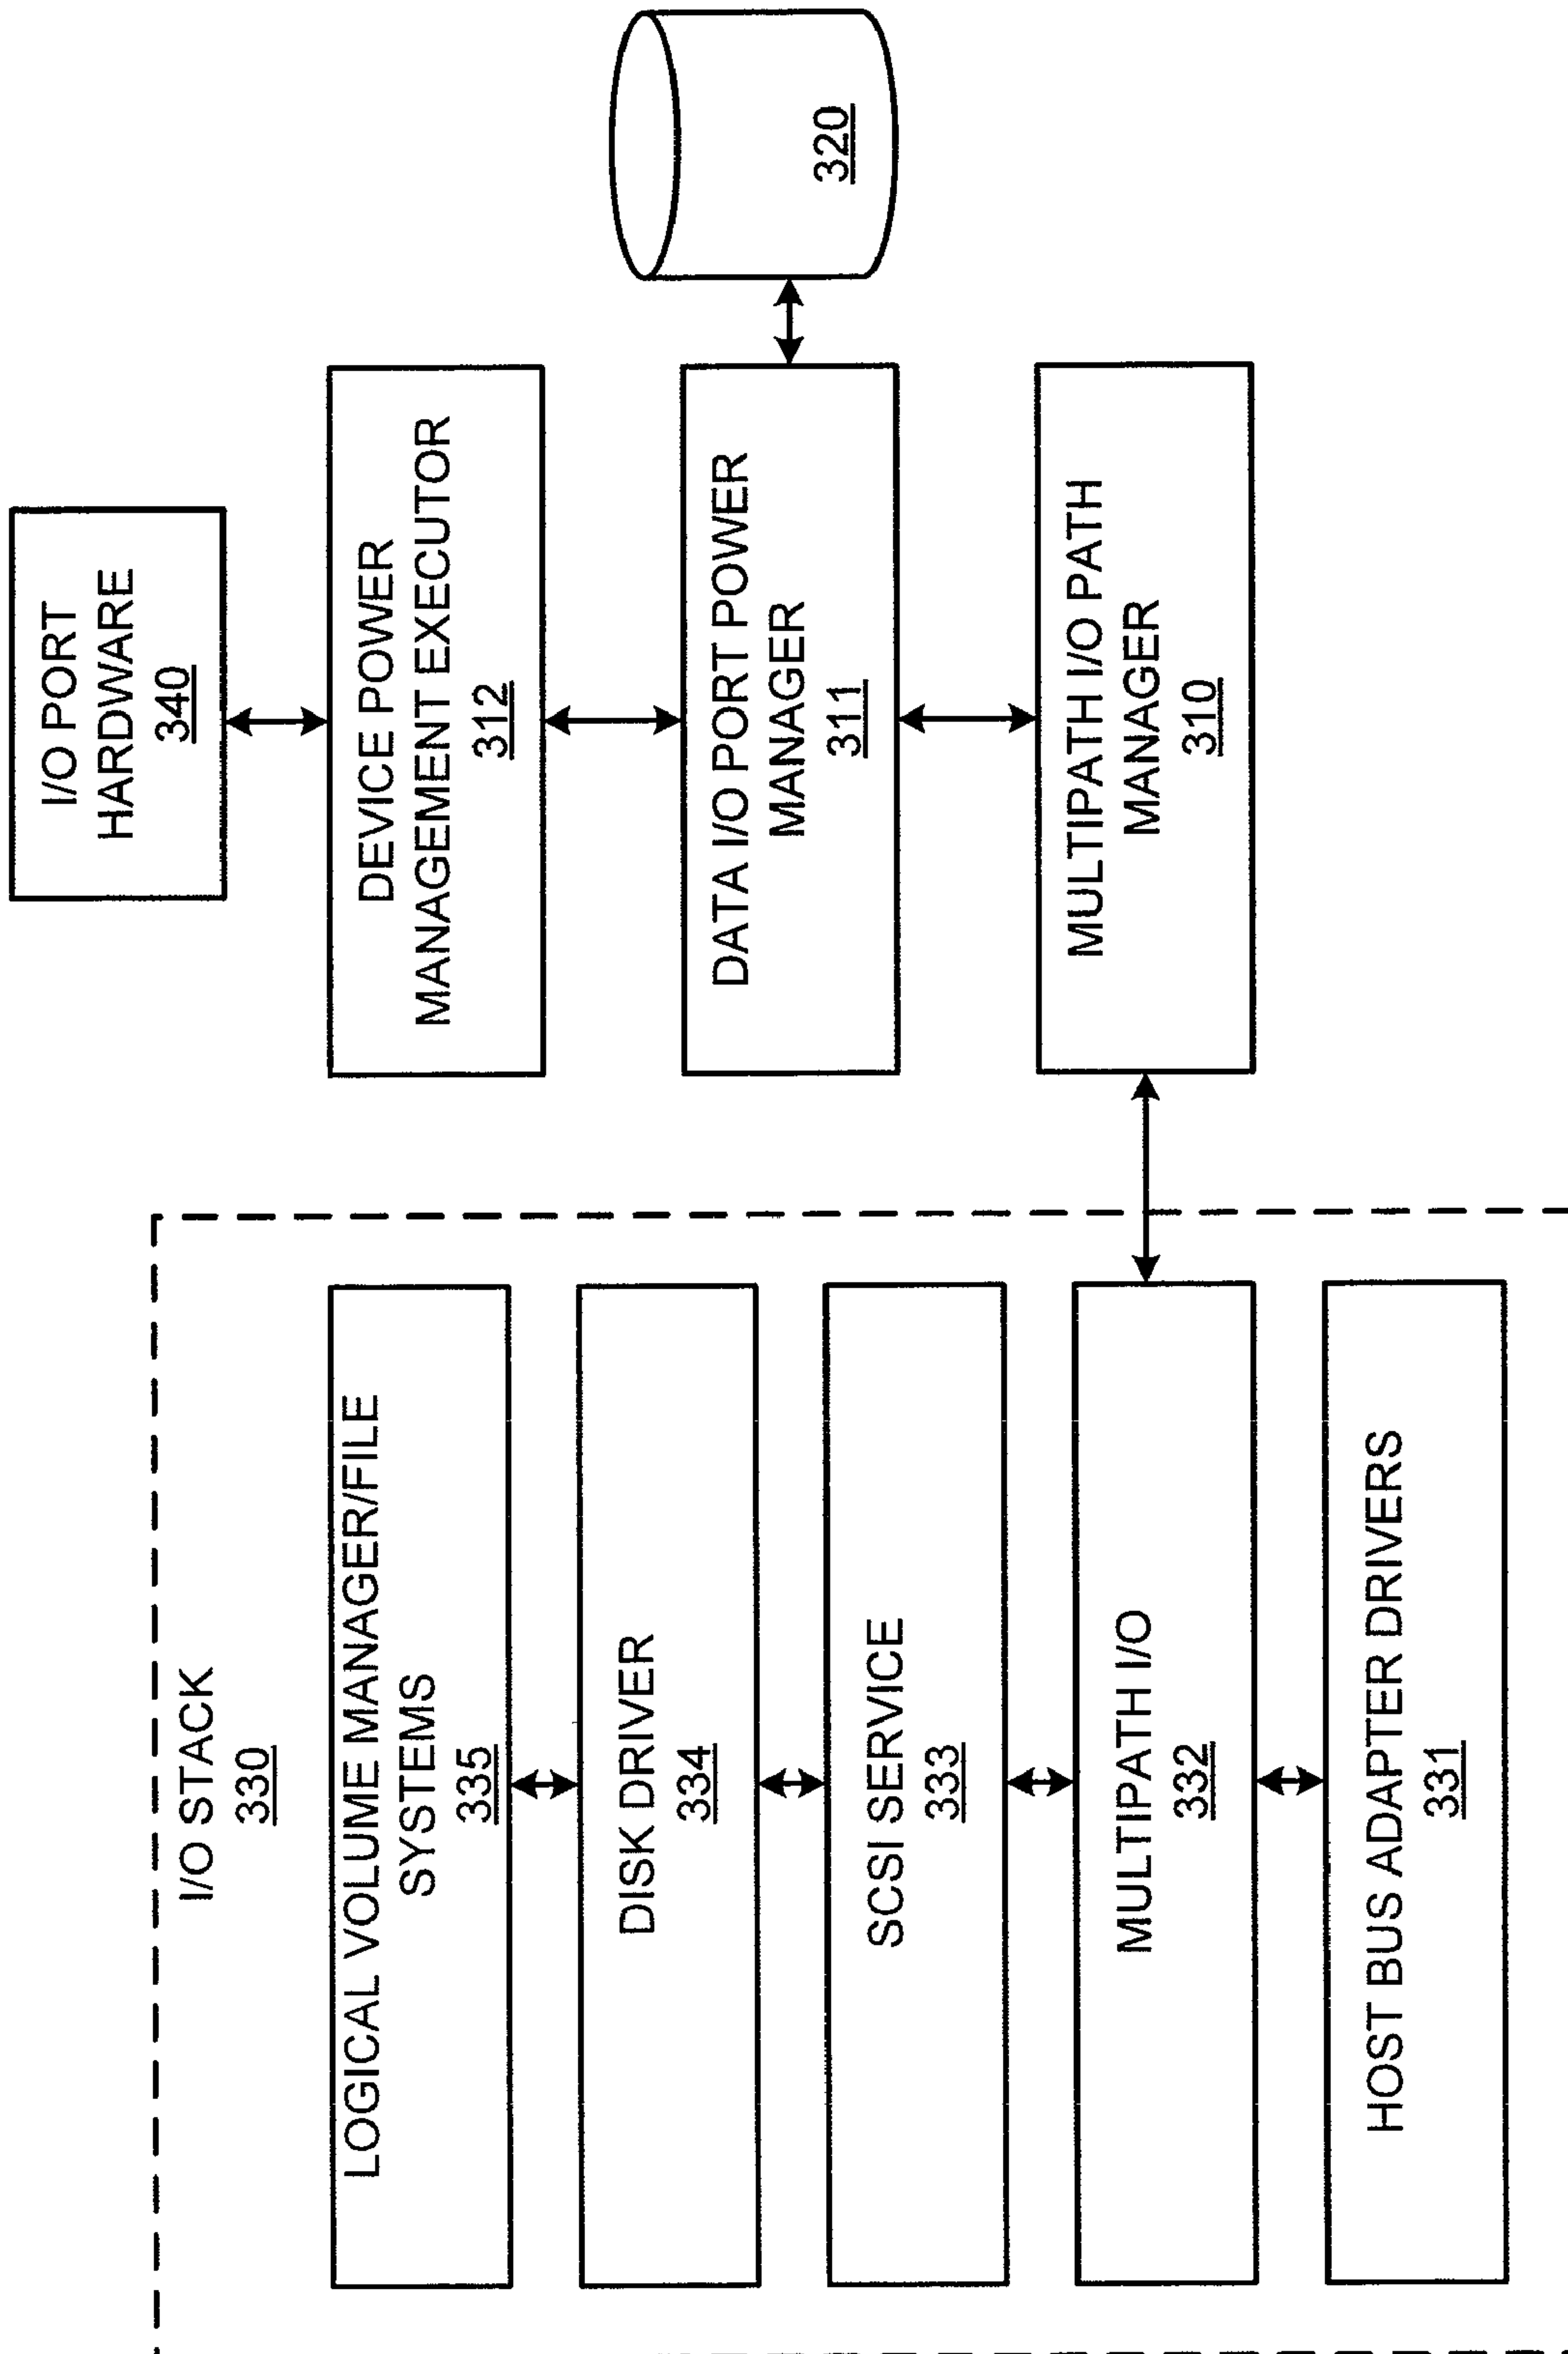 I/O STACK
330
LOGICAL VOLUME MANAGER/FILE
SYSTEMS
335
DISK DRIVER
334
SCSI SERVICE
333
MULTIPATH I/O
332
HOST BUS ADAPTER DRIVERS
331
I/O PORT
HARDWARE
340
DEVICE POWER
MANAGEMENT EXECUTOR
312
DATA I/O PORT POWER
MANAGER
311
MULTIPATH I/O PATH
MANAGER
310
320